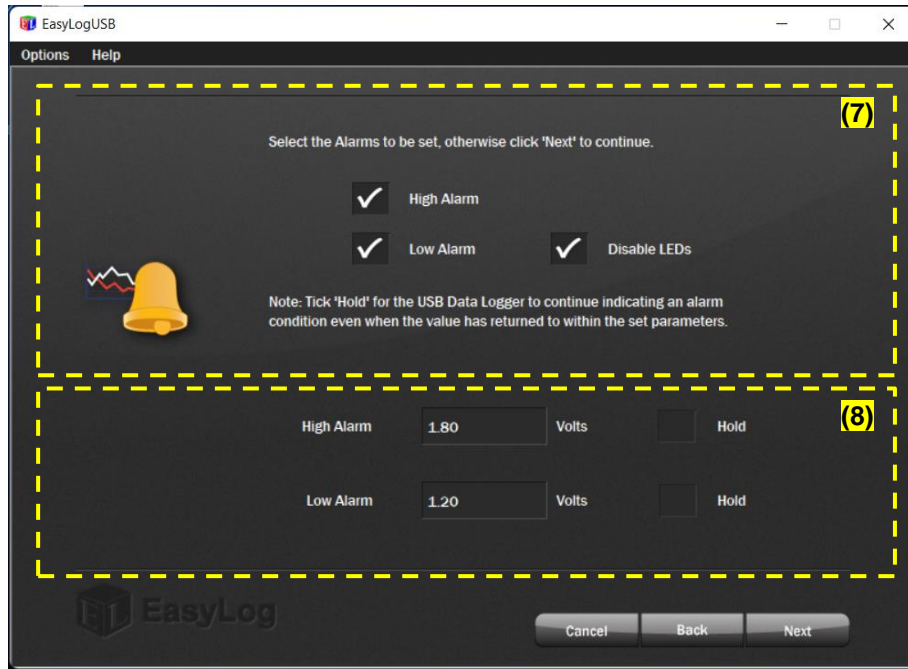 EasyLogUSB
Options Help
(7)
Select the Alarms to be set, otherwise click 'Next' to continue.
High Alarm
Low Alarm Disable LEDs
Note: Tick 'Hold' for the USB Data Logger to continue indicating an alarm
condition even when the value has returned to within the set parameters.
(8)
High Alarm 1.80 Volts Hold
Low Alarm 1.20 Volts Hold
EL EasyLog
Cancel Back Next